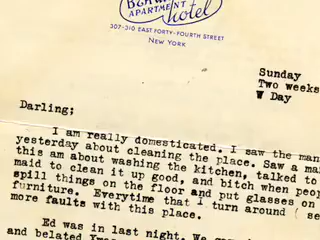 APARTMENT hotel
307-310 EAST FORTY-FOURTH STREET
NEW YORK
Sunday
Two weeks
W Day
Darling;
I am really domesticated. I saw the man
yesterday about cleaning the place. Saw a
this am about washing the kitchen, talked to
maid to clean it up good, and bitch when
spill things on the floor and put glasses on
furniture. Everytime that I turn around
more faults with this place.
Ed was in last night. We
and belated